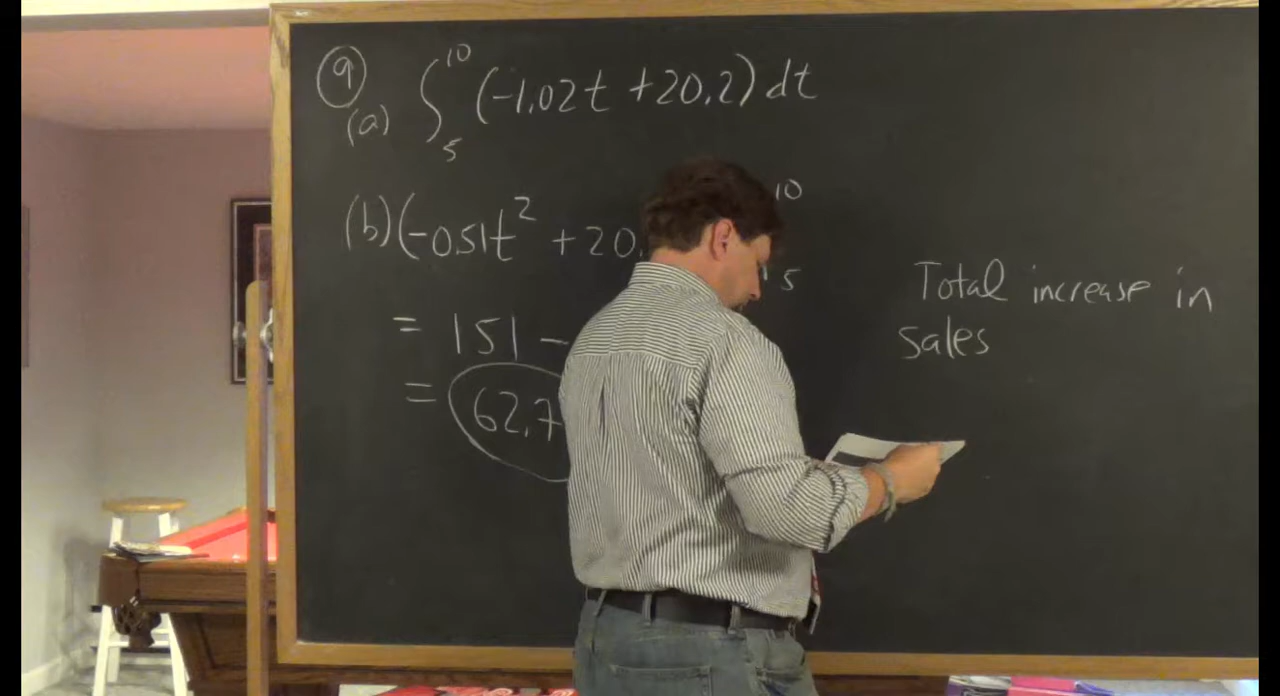 9
(a) ∫₅¹⁰ (-1.02t + 20.2) dt
(b) (-0.51t² + 20. 10 5
= 151 -
= 62.7
Total increase in
sales